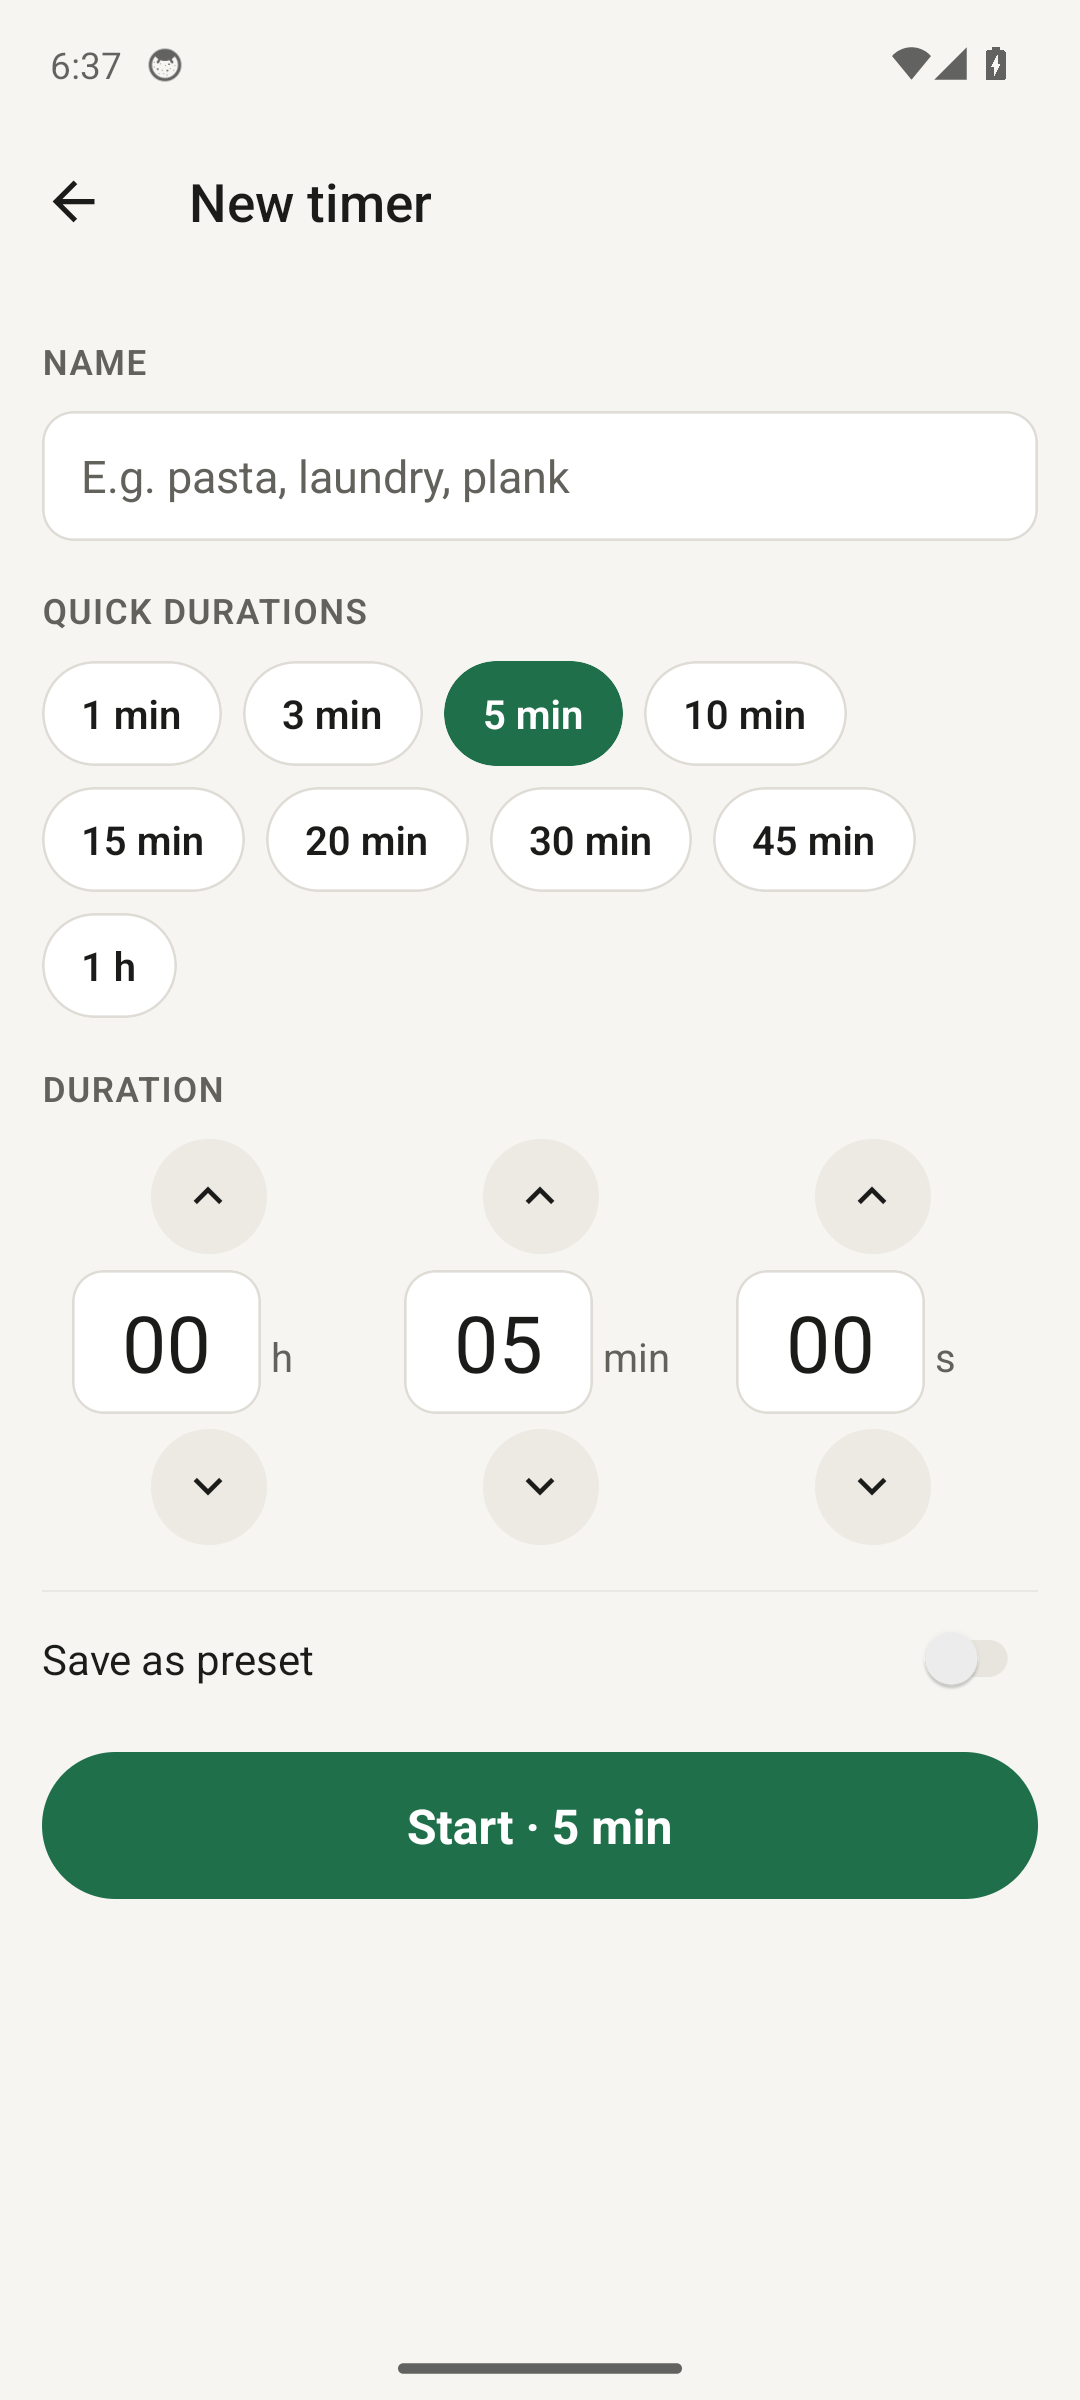 6:37
New timer
NAME
E.g. pasta, laundry, plank
QUICK DURATIONS
1 min 3 min 5 min 10 min
15 min 20 min 30 min 45 min
1 h
DURATION
00 h 05 min 00 s
Save as preset
Start · 5 min